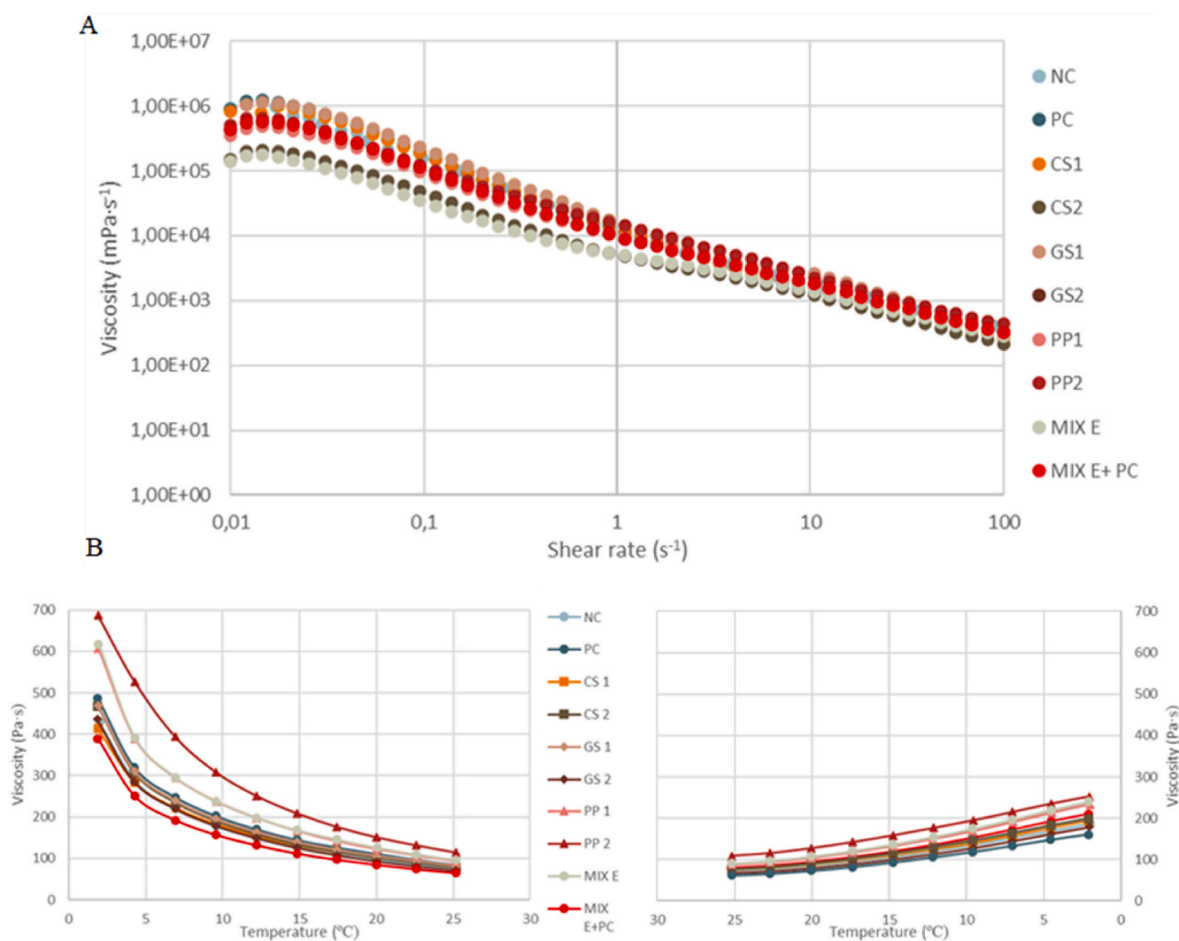 A
1,00E+07
1,00E+06
1,00E+05
1,00E+04
1,00E+03
1,00E+02
1,00E+01
1,00E+00
Viscosity (mPa·s⁻¹)
0,01 0,1 1 10 100
Shear rate (s⁻¹)
NC
PC
CS1
CS2
GS1
GS2
PP1
PP2
MIX E
MIX E+ PC
B
700
600
500
400
300
200
100
0
Viscosity (Pa·s)
0 5 10 15 20 25 30
Temperature (℃)
NC
PC
CS 1
CS 2
GS 1
GS 2
PP 1
PP 2
MIX E
MIX
E+PC
700
600
500
400
300
200
100
0
Viscosity (Pa·s)
30 25 20 15 10 5 0
Temperature (℃)